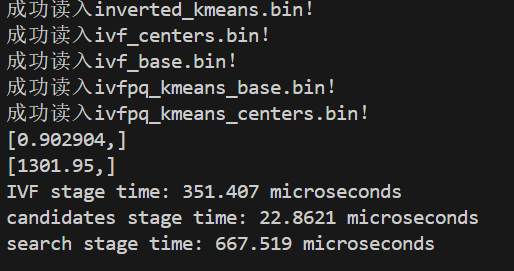 成功读入inverted_kmeans.bin!
成功读入ivf_centers.bin!
成功读入ivf_base.bin!
成功读入ivfpq_kmeans_base.bin!
成功读入ivfpq_kmeans_centers.bin!
[0.902904,]
[1301.95,]
IVF stage time: 351.407 microseconds
candidates stage time: 22.8621 microseconds
search stage time: 667.519 microseconds